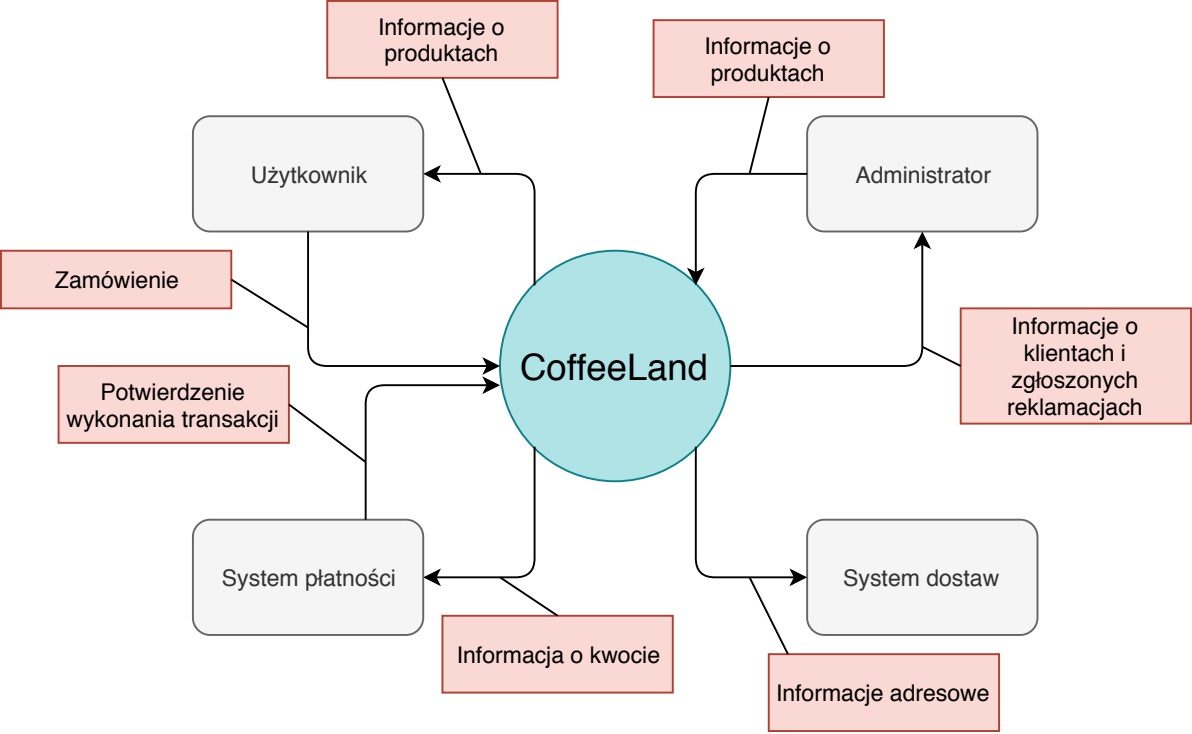 Informacje o
produktach
Informacje o
produktach
Użytkownik
Administrator
Zamówienie
CoffeeLand
Informacje o
klientach i
zgłoszonych
reklamacjach
Potwierdzenie
wykonania transakcji
System płatności
System dostaw
Informacja o kwocie
Informacje adresowe